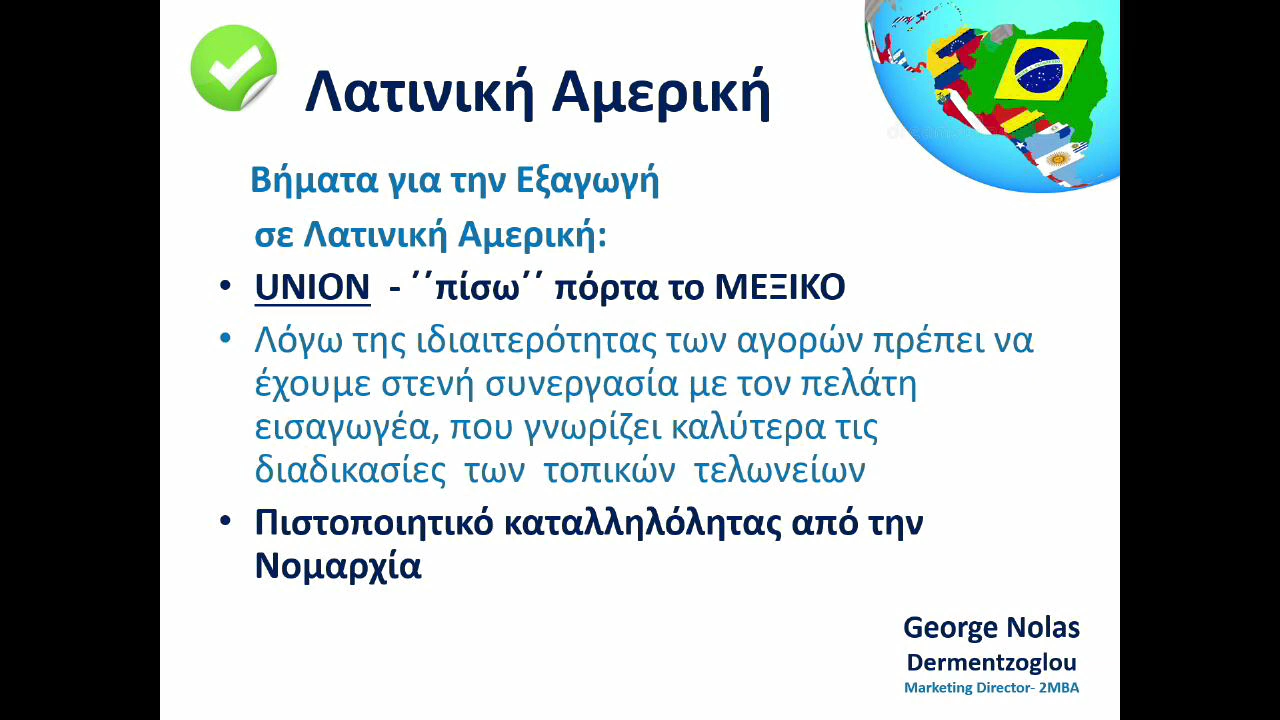 Λατινική Αμερική
Βήματα για την Εξαγωγή
σε Λατινική Αμερική:
• UNION - ΄΄πίσω΄΄ πόρτα το ΜΕΞΙΚΟ
• Λόγω της ιδιαιτερότητας των αγορών πρέπει να
έχουμε στενή συνεργασία με τον πελάτη
εισαγωγέα, που γνωρίζει καλύτερα τις
διαδικασίες των τοπικών τελωνείων
• Πιστοποιητικό καταλληλόλητας από την
Νομαρχία
George Nolas
Dermentzoglou
Marketing Director- 2MBA